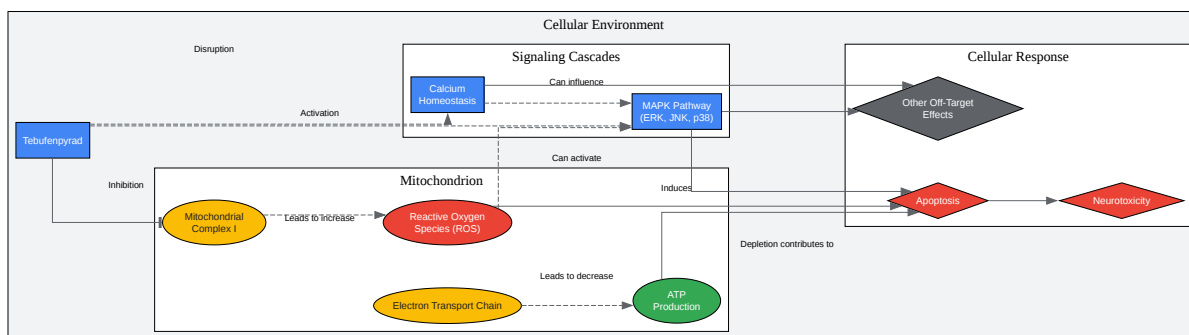 Cellular Environment
Disruption
Signaling Cascades
Cellular Response
Calcium
Homeostasis
Can influence
MAPK Pathway
(ERK, JNK, p38)
Other Off-Target
Effects
Activation
Tebufenpyrad
Can activate
Mitochondrion
Inhibition
Induces
Mitochondrial
Complex I
Leads to increase
Reactive Oxygen
Species (ROS)
Apoptosis
Neurotoxicity
Depletion contributes to
Leads to decrease
Electron Transport Chain
ATP
Production